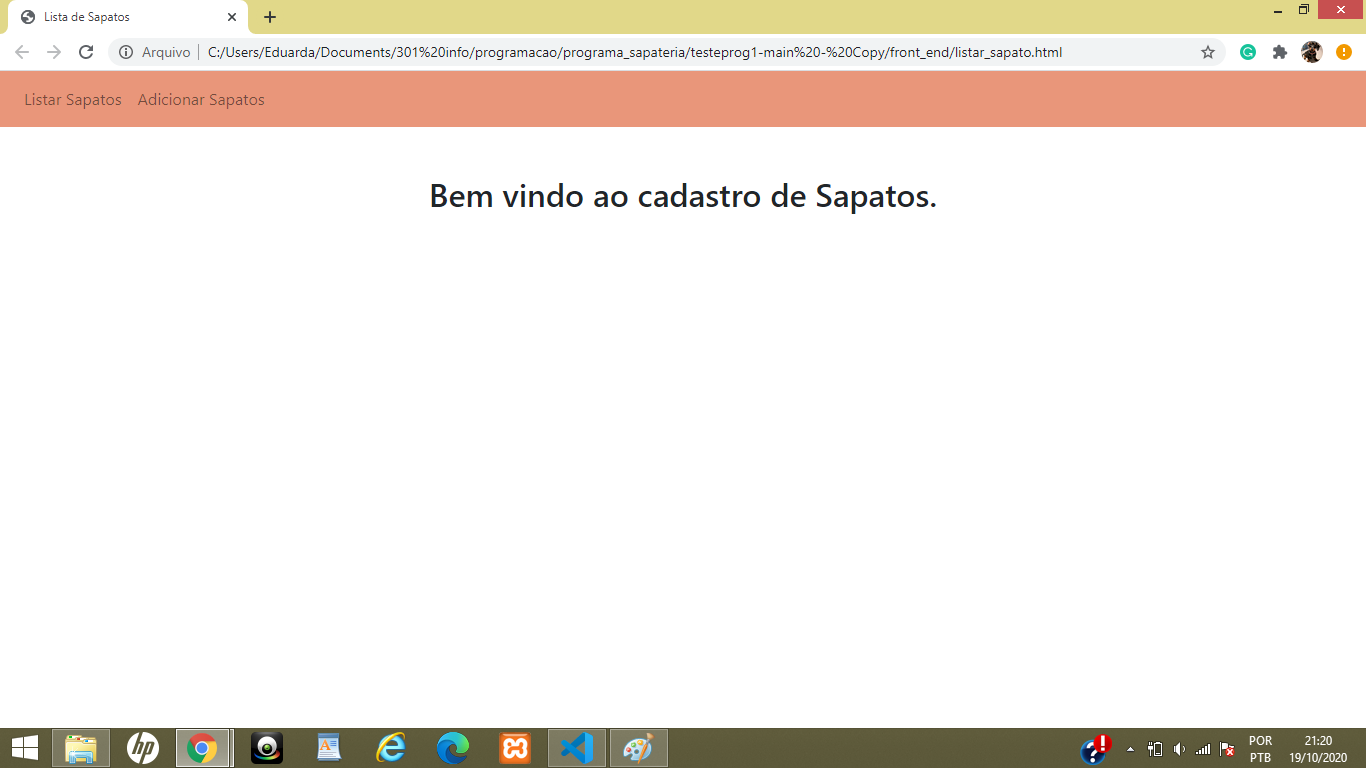 Lista de Sapatos
Arquivo | C:/Users/Eduarda/Documents/301%20info/programacao/programa_sapateria/testeprog1-main%20-%20Copy/front_end/listar_sapato.html
Listar Sapatos Adicionar Sapatos
Bem vindo ao cadastro de Sapatos.
hp
POR 21:20
PTB 19/10/2020